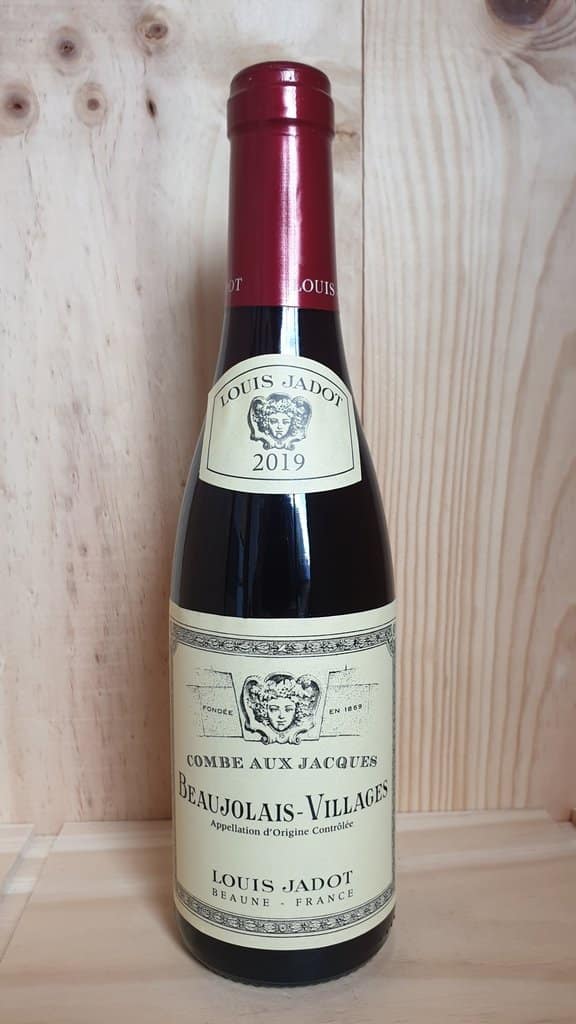 OT LOUIS
LOUIS JADOT
2019
FONDÉE EN 1859
COMBE AUX JACQUES
BEAUJOLAIS-VILLAGES
Appellation d'Origine Contrôlée
LOUIS JADOT
BEAUNE - FRANCE